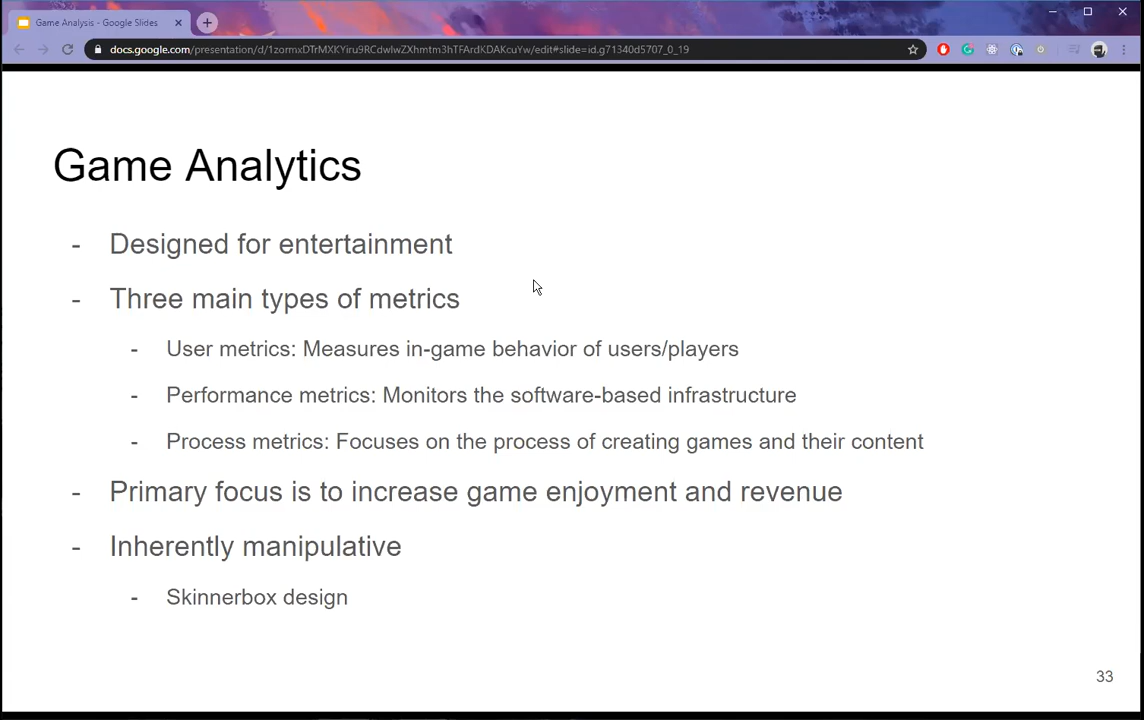 Game Analysis - Google Slides
docs.google.com/presentation/d/1zormxDTrMXKYiru9RCdwlwZXhmtm3hTFArdKDAKcuYw/edit#slide=id.g71340d5707_0_19
Game Analytics
- Designed for entertainment
- Three main types of metrics
- User metrics: Measures in-game behavior of users/players
- Performance metrics: Monitors the software-based infrastructure
- Process metrics: Focuses on the process of creating games and their content
- Primary focus is to increase game enjoyment and revenue
- Inherently manipulative
- Skinnerbox design
33